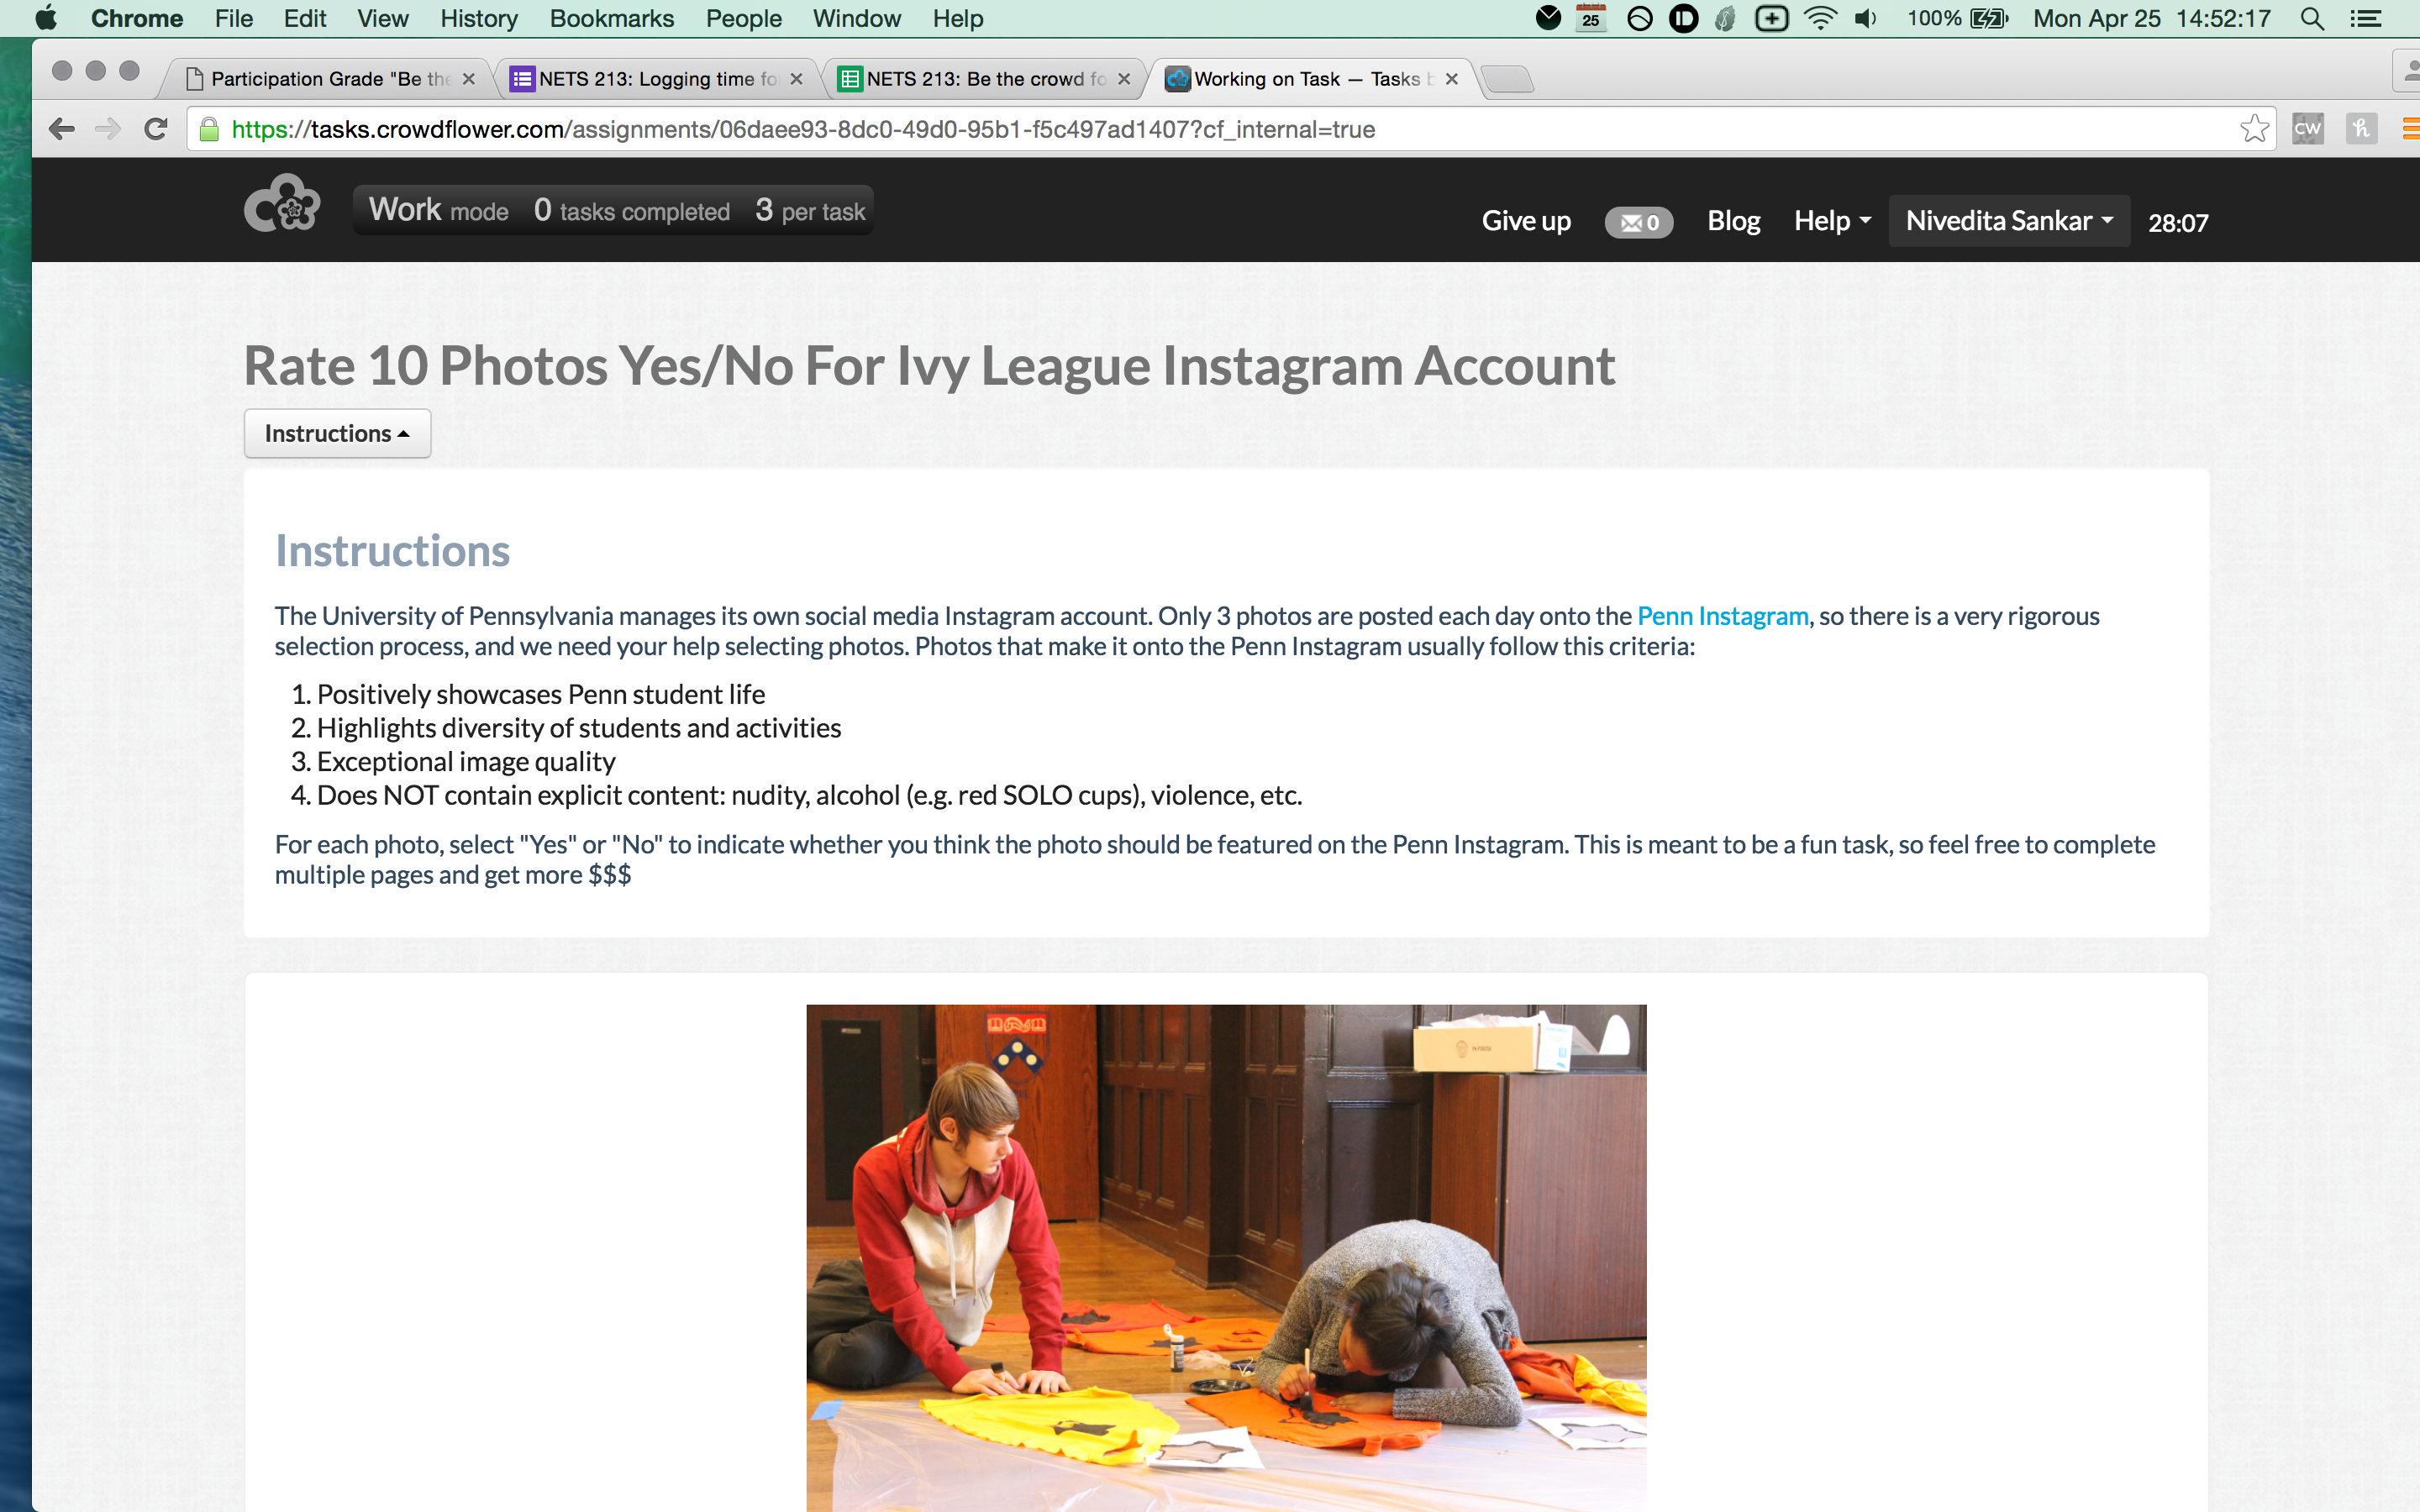 Chrome File Edit View History Bookmarks People Window Help 25 100% Mon Apr 25 14:52:17
Participation Grade "Be the NETS 213: Logging time fo NETS 213: Be the crowd fo Working on Task — Tasks b
https://tasks.crowdflower.com/assignments/06daee93-8dc0-49d0-95b1-f5c497ad1407?cf_internal=true CW h
Work mode 0 tasks completed 3 per task Give up 0 Blog Help Nivedita Sankar 28:07
Rate 10 Photos Yes/No For Ivy League Instagram Account
Instructions
Instructions
The University of Pennsylvania manages its own social media Instagram account. Only 3 photos are posted each day onto the Penn Instagram, so there is a very rigorous
selection process, and we need your help selecting photos. Photos that make it onto the Penn Instagram usually follow this criteria:
1. Positively showcases Penn student life
2. Highlights diversity of students and activities
3. Exceptional image quality
4. Does NOT contain explicit content: nudity, alcohol (e.g. red SOLO cups), violence, etc.
For each photo, select "Yes" or "No" to indicate whether you think the photo should be featured on the Penn Instagram. This is meant to be a fun task, so feel free to complete
multiple pages and get more $$$